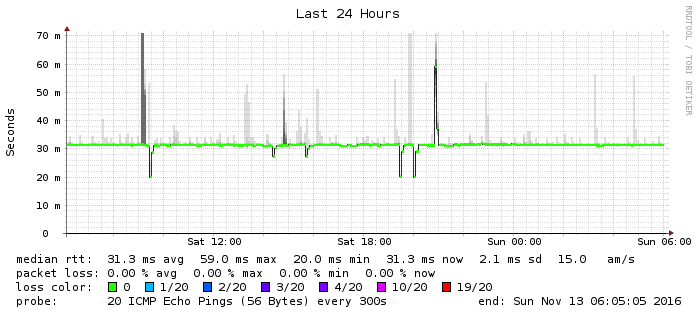 Last 24 Hours
RRDTOOL / TOBI OETIKER
Seconds
70 m
60 m
50 m
40 m
30 m
20 m
10 m
0
Sat 12:00 Sat 18:00 Sun 00:00 Sun 06:00
median rtt: 31.3 ms avg 59.0 ms max 20.0 ms min 31.3 ms now 2.1 ms sd 15.0 am/s
packet loss: 0.00 % avg 0.00 % max 0.00 % min 0.00 % now
loss color: 0 1/20 2/20 3/20 4/20 10/20 19/20
probe: 20 ICMP Echo Pings (56 Bytes) every 300s end: Sun Nov 13 06:05:05 2016